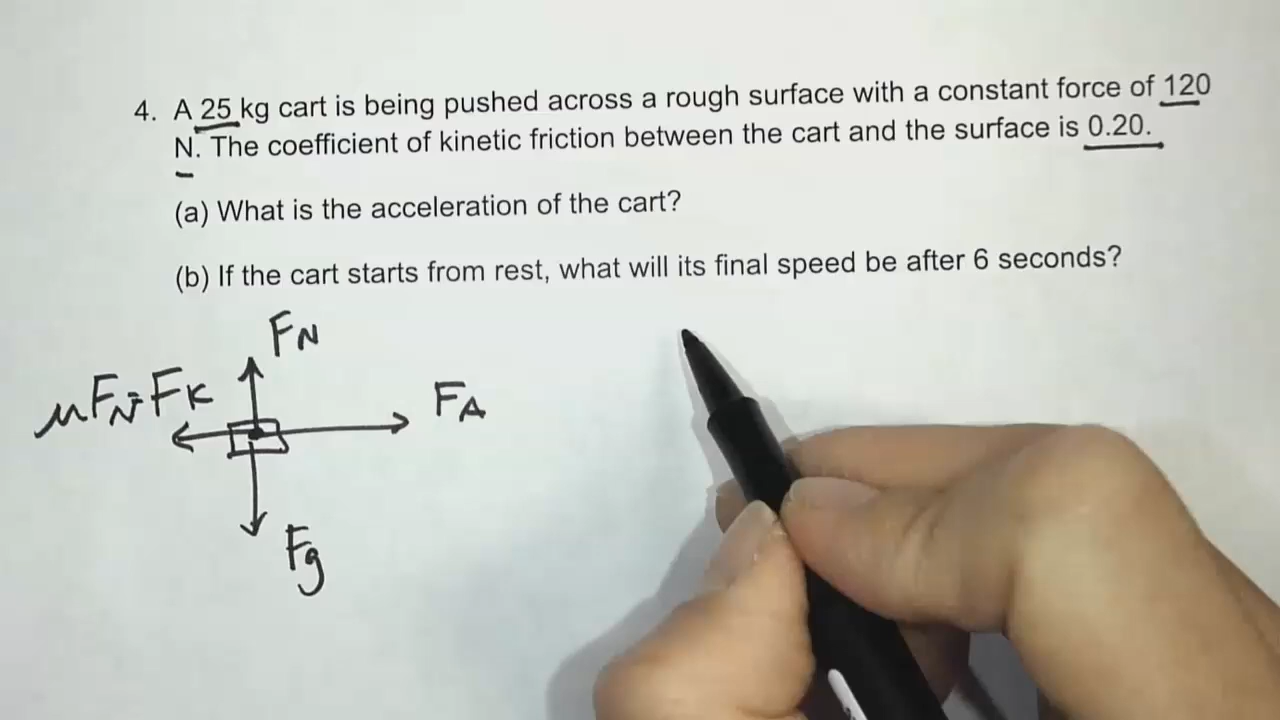 4. A 25 kg cart is being pushed across a rough surface with a constant force of 120
N. The coefficient of kinetic friction between the cart and the surface is 0.20.
(a) What is the acceleration of the cart?
(b) If the cart starts from rest, what will its final speed be after 6 seconds?
FN
μFN=FK
FA
Fg